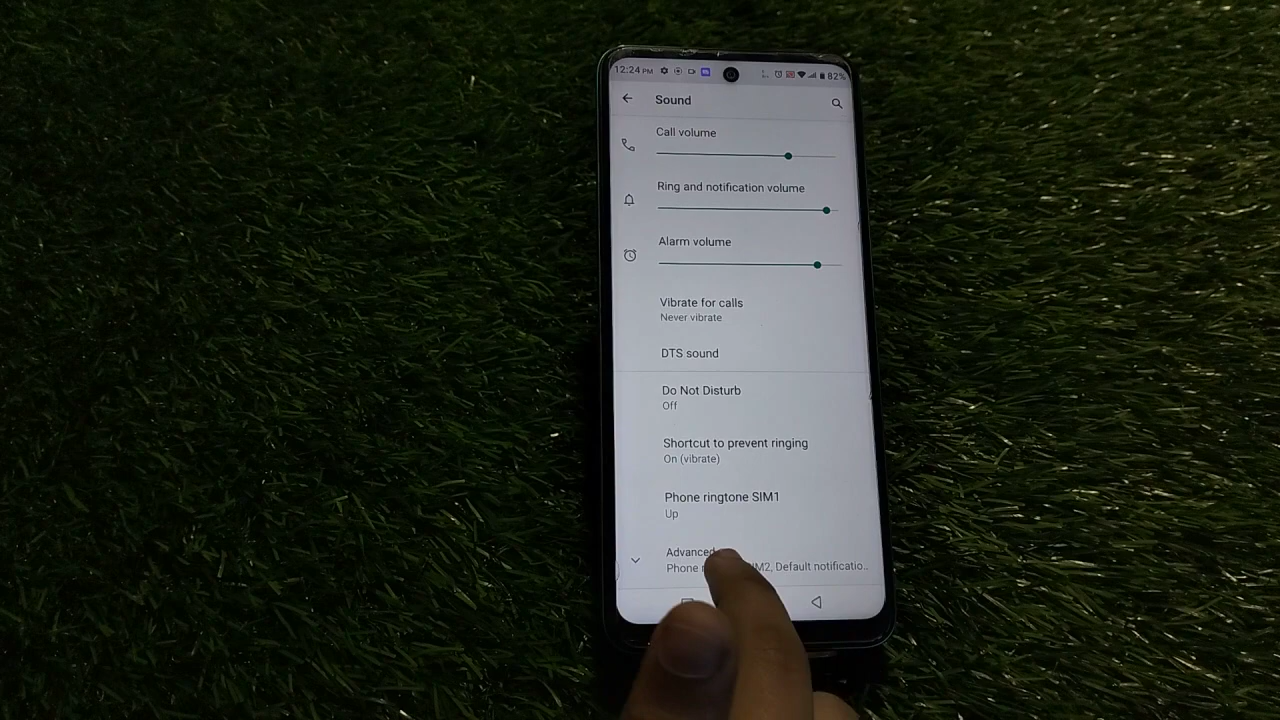 12:24 PM
82%
Sound
Call volume
Ring and notification volume
Alarm volume
Vibrate for calls
Never vibrate
DTS sound
Do Not Disturb
Off
Shortcut to prevent ringing
On (vibrate)
Phone ringtone SIM1
Up
Advanced
Phone IM2, Default notificatio..